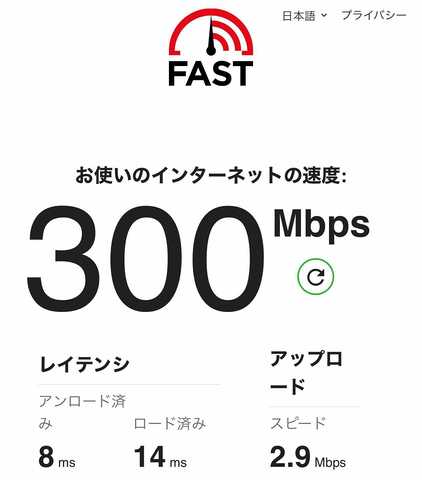 日本語 プライバシー
FAST
お使いのインターネットの速度:
300 Mbps
レイテンシ
アンロード済
み
ロード済み
8 ms
14 ms
アップロ
ード
スピード
2.9 Mbps